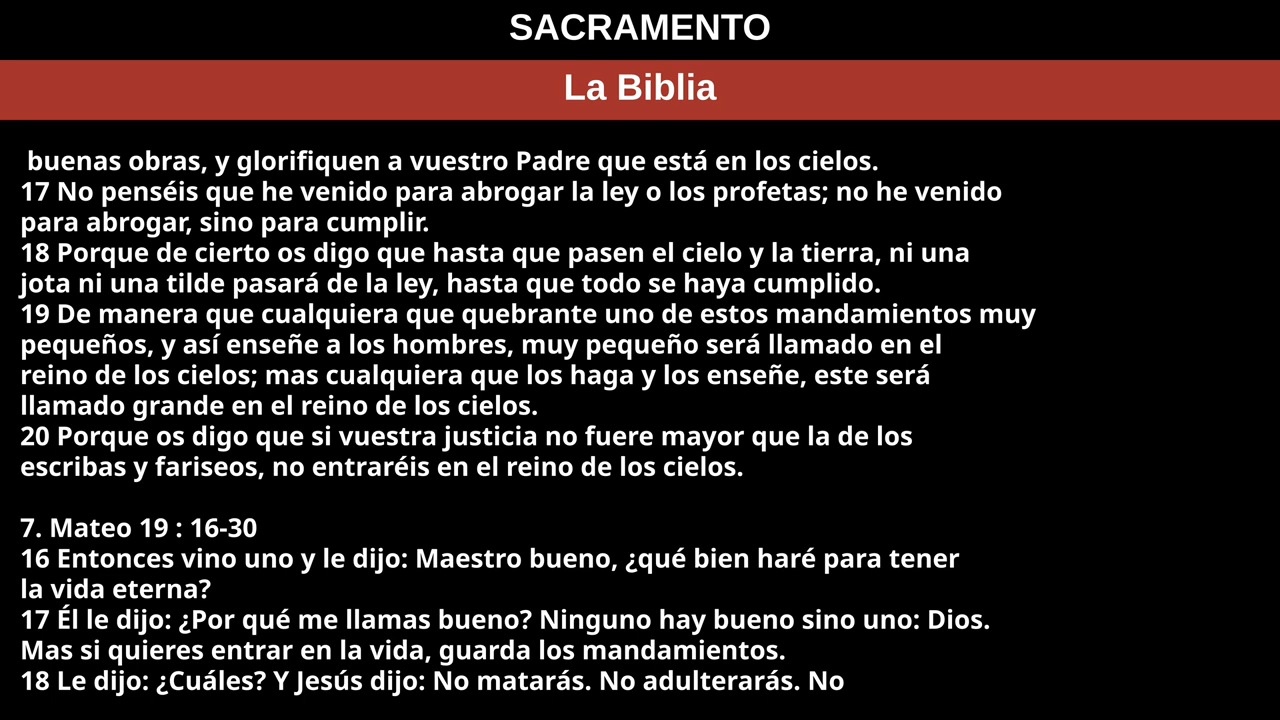 SACRAMENTO
La Biblia
buenas obras, y glorifiquen a vuestro Padre que está en los cielos.
17 No penséis que he venido para abrogar la ley o los profetas; no he venido
para abrogar, sino para cumplir.
18 Porque de cierto os digo que hasta que pasen el cielo y la tierra, ni una
jota ni una tilde pasará de la ley, hasta que todo se haya cumplido.
19 De manera que cualquiera que quebrante uno de estos mandamientos muy
pequeños, y así enseñe a los hombres, muy pequeño será llamado en el
reino de los cielos; mas cualquiera que los haga y los enseñe, este será
llamado grande en el reino de los cielos.
20 Porque os digo que si vuestra justicia no fuere mayor que la de los
escribas y fariseos, no entraréis en el reino de los cielos.
7. Mateo 19 : 16-30
16 Entonces vino uno y le dijo: Maestro bueno, ¿qué bien haré para tener
la vida eterna?
17 Él le dijo: ¿Por qué me llamas bueno? Ninguno hay bueno sino uno: Dios.
Mas si quieres entrar en la vida, guarda los mandamientos.
18 Le dijo: ¿Cuáles? Y Jesús dijo: No matarás. No adulterarás. No